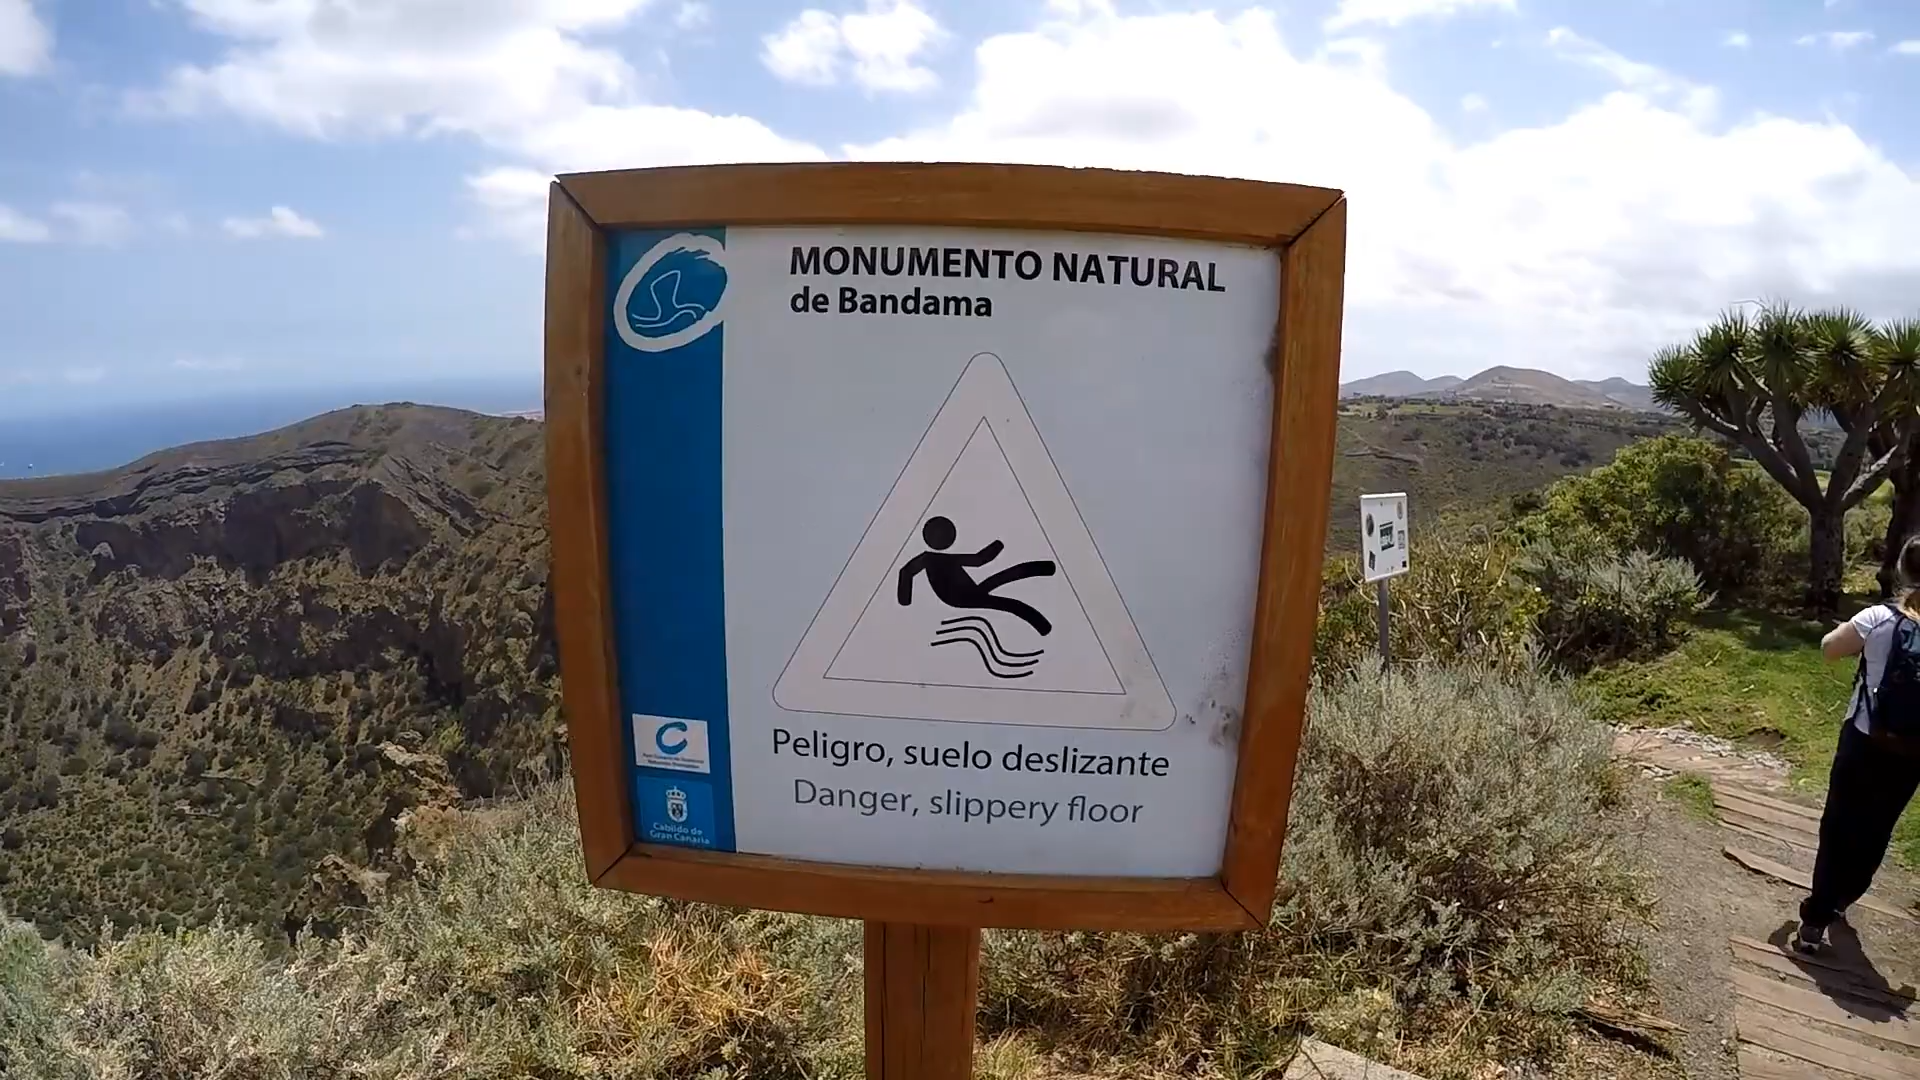 MONUMENTO NATURAL
de Bandama
Peligro, suelo deslizante
Danger, slippery floor
Cabildo de
Gran Canaria